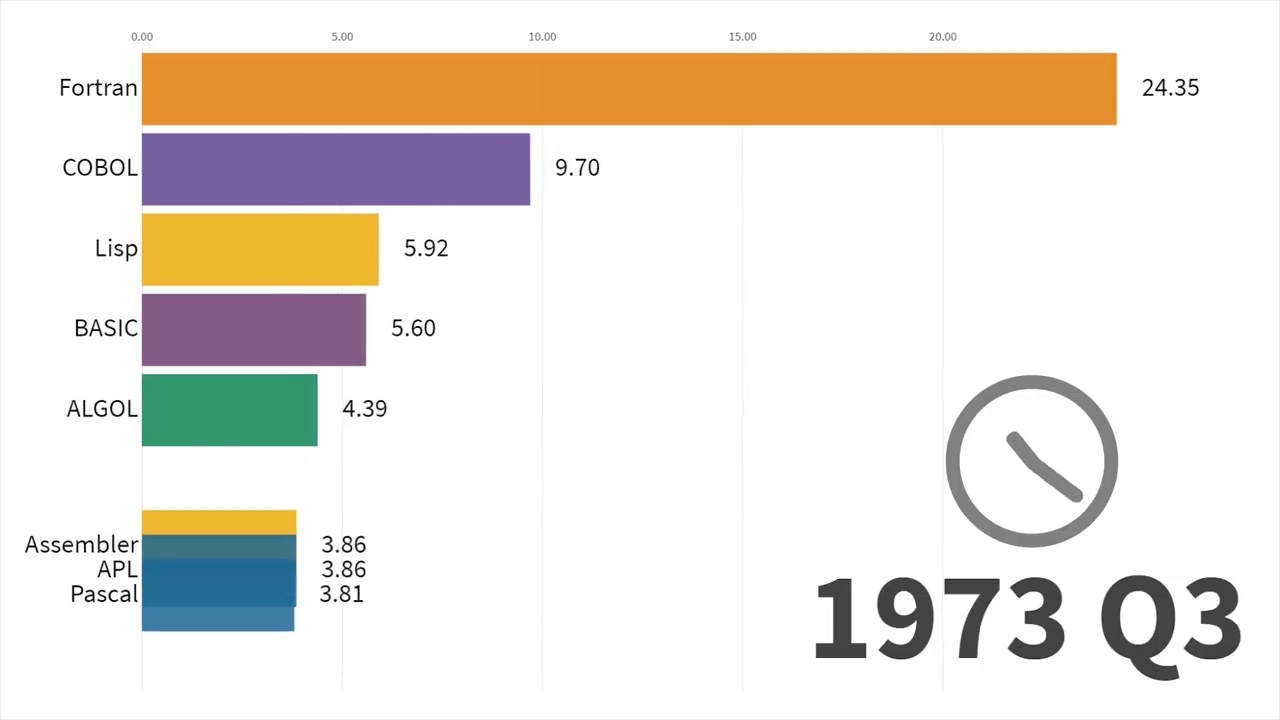 0.00 5.00 10.00 15.00 20.00
Fortran 24.35
COBOL 9.70
Lisp 5.92
BASIC 5.60
ALGOL 4.39
Assembler 3.86
APL 3.86
Pascal 3.81
1973 Q3